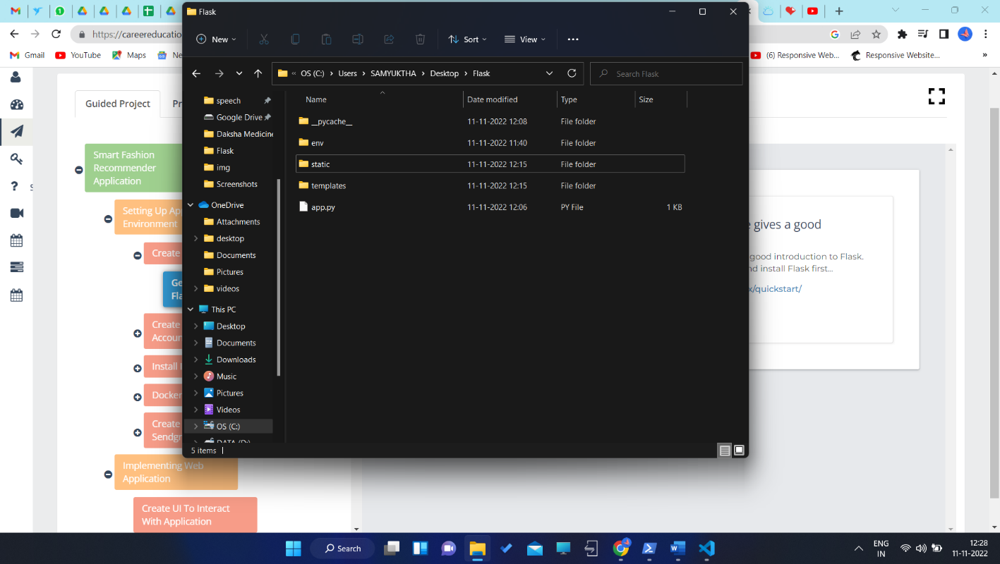 Flask
New
Sort
View
https://careereducatio
Gmail
YouTube
Maps
Ne
(6) Responsive Web...
Responsive Website...
»
« OS (C:) › Users › SAMYUKTHA › Desktop › Flask
Search Flask
Guided Project
Pr
Smart Fashion
Recommender
Application
Setting Up Ap
Environment
Create
Ge
Fla
Create
Accoun
Install
Docker
Create
Sendgr
Implementing Web
Application
Create UI To Interact
With Application
speech
Google Drive
Daksha Medicine
Flask
img
Screenshots
OneDrive
Attachments
desktop
Documents
Pictures
videos
This PC
Desktop
Documents
Downloads
Music
Pictures
Videos
OS (C:)
DATA (D:)
Name Date modified Type Size
__pycache__ 11-11-2022 12:08 File folder
env 11-11-2022 11:40 File folder
static 11-11-2022 12:15 File folder
templates 11-11-2022 12:15 File folder
app.py 11-11-2022 12:06 PY File 1 KB
5 items
e gives a good
good introduction to Flask.
nd install Flask first...
x/quickstart/
Search
ENG
IN
12:28
11-11-2022